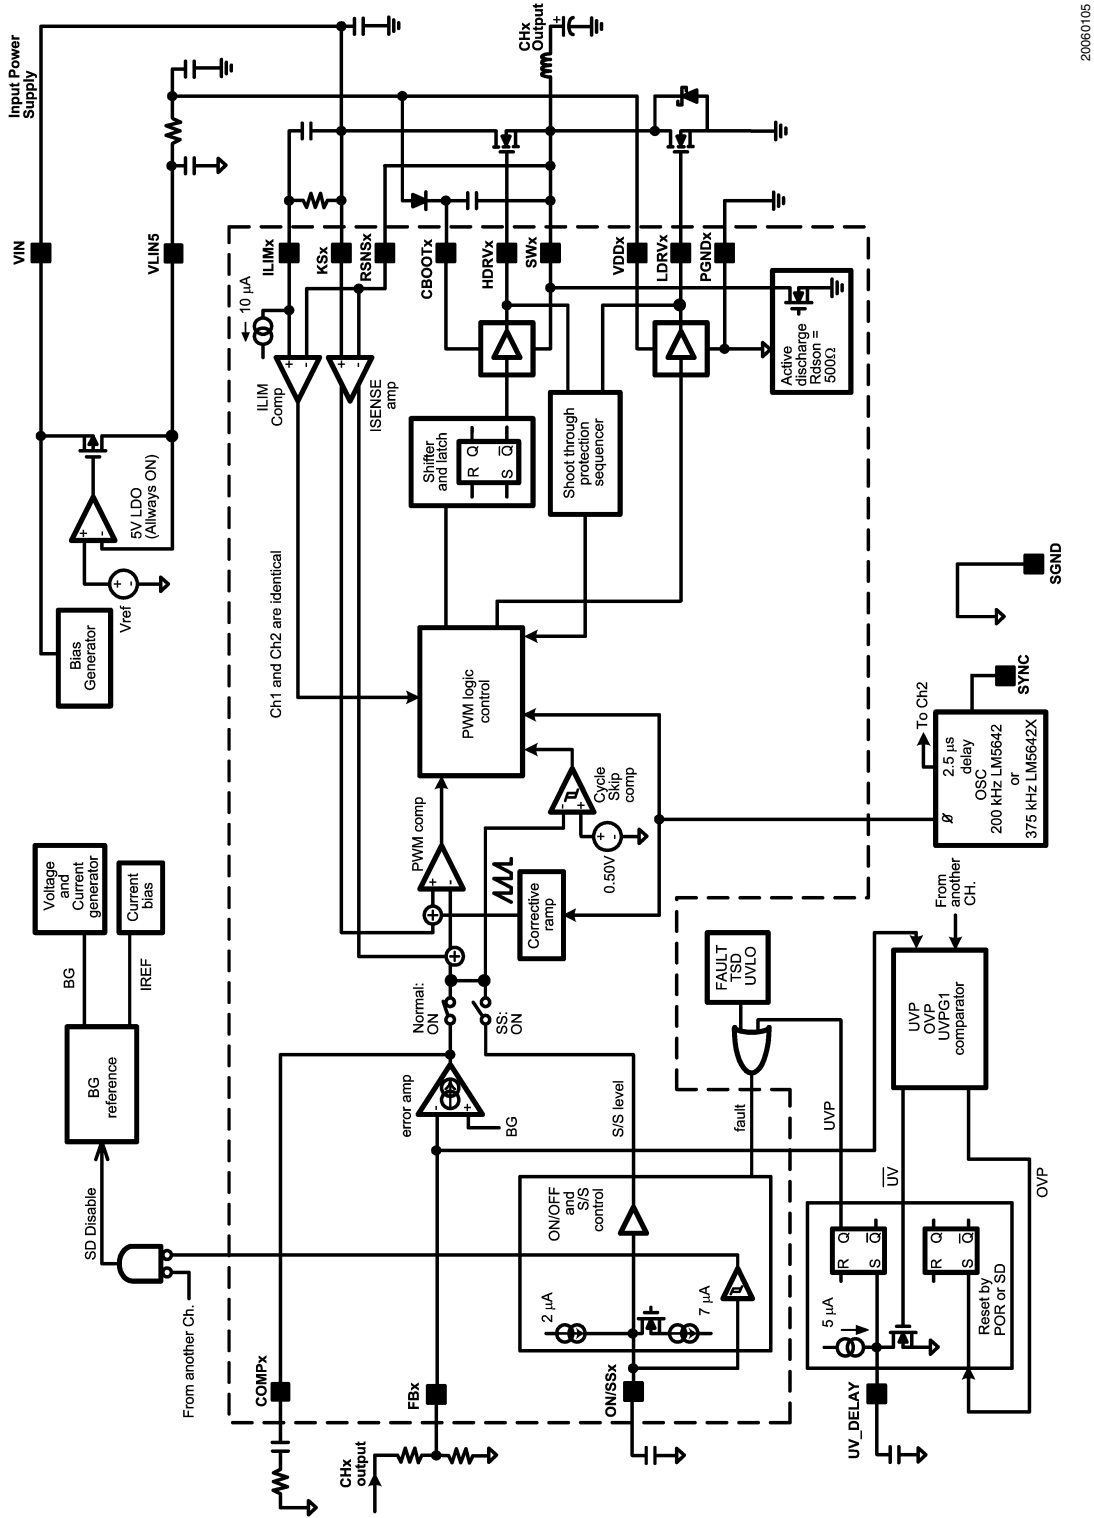 Input Power
Supply
VIN
VLIN5
5V LDO
(Allways ON)
+
-
Vref
+
-
Bias
Generator
Voltage
and
Current
generator
Current
bias
BG
IREF
BG
reference
SD Disable
From another Ch.
CHx
Output
+
ILIMx
KSx
RSNSx
CBOOTx
HDRVx
SWx
VDDx
LDRVx
PGNDx
10 µA
+
-
ILIM
Comp
+
-
ISENSE
amp
Ch1 and Ch2 are identical
Shifter
and latch
R Q
S Q
Shoot through
protection
sequencer
Active
discharge
Rdson =
500Ω
PWM logic
control
PWM comp
+
-
Cycle
Skip
comp
-
+
0.50V
+
-
Corrective
ramp
Normal:
ON
SS:
ON
error amp
-
+
BG
S/S level
FAULT
TSD
UVLO
fault
ON/OFF
and
S/S
control
2 µA
7 µA
COMPx
FBx
ON/SSx
CHx
output
SGND
SYNC
To Ch2
2.5 µs
delay
OSC
200 kHz LM5642
or
375 kHz LM5642X
Ø
From
another
CH.
UVP
OVP
UVPG1
comparator
UVP
UV
OVP
R Q
S Q
R Q
S Q
5 µA
Reset by
POR or SD
UV_DELAY
20060105